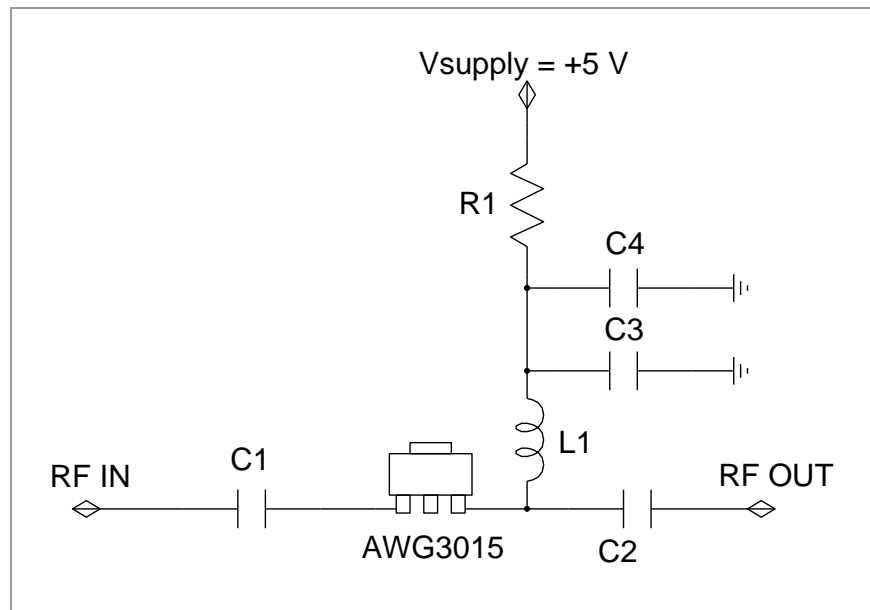 Vsupply = +5 V
R1
C4
C3
L1
RF IN
C1
RF OUT
AWG3015
C2